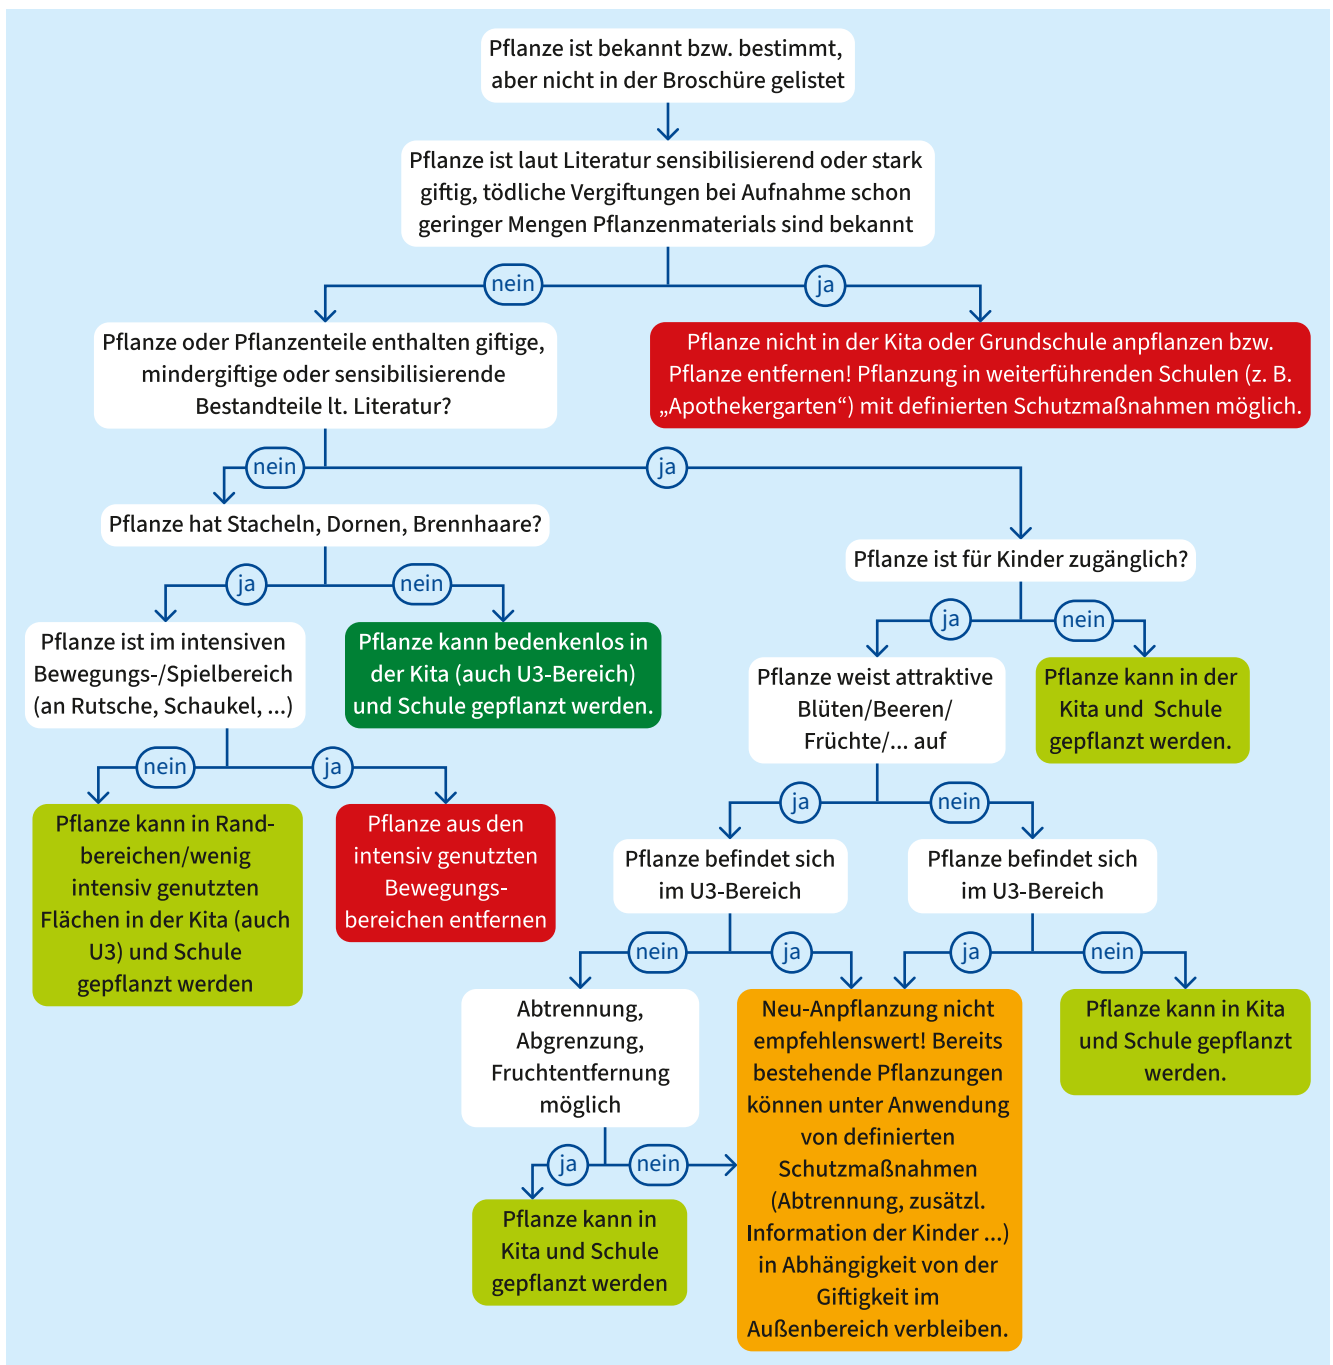 Pflanze ist bekannt bzw. bestimmt,
aber nicht in der Broschüre gelistet
Pflanze ist laut Literatur sensibilisierend oder stark
giftig, tödliche Vergiftungen bei Aufnahme schon
geringer Mengen Pflanzenmaterials sind bekannt
nein
ja
Pflanze oder Pflanzenteile enthalten giftige,
mindergiftige oder sensibilisierende
Bestandteile lt. Literatur?
Pflanze nicht in der Kita oder Grundschule anpflanzen bzw.
Pflanze entfernen! Pflanzung in weiterführenden Schulen (z. B.
„Apothekergarten“) mit definierten Schutzmaßnahmen möglich.
nein
ja
Pflanze hat Stacheln, Dornen, Brennhaare?
Pflanze ist für Kinder zugänglich?
ja
nein
ja
nein
Pflanze ist im intensiven
Bewegungs-/Spielbereich
(an Rutsche, Schaukel, ...)
Pflanze kann bedenkenlos in
der Kita (auch U3-Bereich)
und Schule gepflanzt werden.
Pflanze weist attraktive
Blüten/Beeren/
Früchte/... auf
Pflanze kann in der
Kita und Schule
gepflanzt werden.
nein
ja
ja
nein
Pflanze kann in Rand-
bereichen/wenig
intensiv genutzten
Flächen in der Kita (auch
U3) und Schule
gepflanzt werden
Pflanze aus den
intensiv genutzten
Bewegungs-
bereichen entfernen
Pflanze befindet sich
im U3-Bereich
Pflanze befindet sich
im U3-Bereich
nein
ja
ja
nein
Abtrennung,
Abgrenzung,
Fruchtentfernung
möglich
Neu-Anpflanzung nicht
empfehlenswert! Bereits
bestehende Pflanzungen
können unter Anwendung
von definierten
Schutzmaßnahmen
(Abtrennung, zusätzl.
Information der Kinder ...)
in Abhängigkeit von der
Giftigkeit im
Außenbereich verbleiben.
Pflanze kann in Kita
und Schule gepflanzt
werden.
ja
nein
Pflanze kann in
Kita und Schule
gepflanzt werden